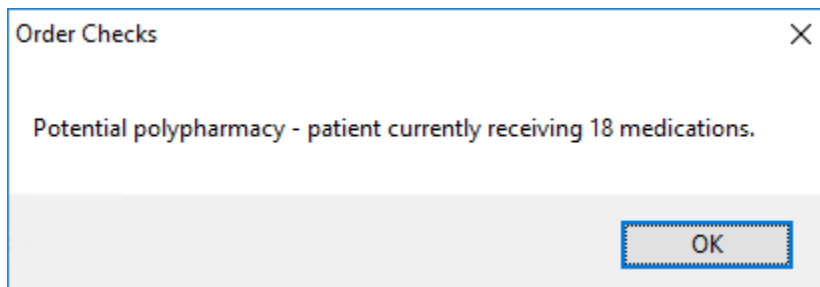 Order Checks
Potential polypharmacy - patient currently receiving 18 medications.
OK